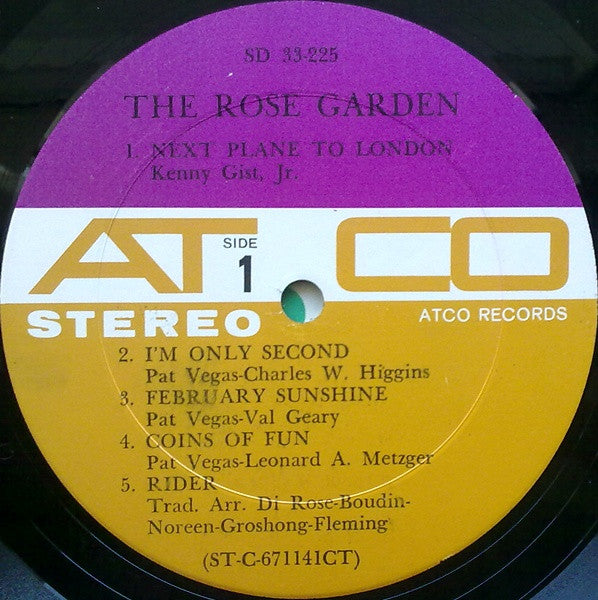 SD 33-225
THE ROSE GARDEN
1. NEXT PLANE TO LONDON
Kenny Gist, Jr.
ATCO
SIDE
1
STEREO
ATCO RECORDS
2. I'M ONLY SECOND
Pat Vegas-Charles W. Higgins
3. FEBRUARY SUNSHINE
Pat Vegas-Val Geary
4. COINS OF FUN
Pat Vegas-Leonard A. Metzger
5. RIDER
Trad. Arr. Di Rose-Boudin-
Noreen-Groshong-Fleming
(ST-C-671141CT)